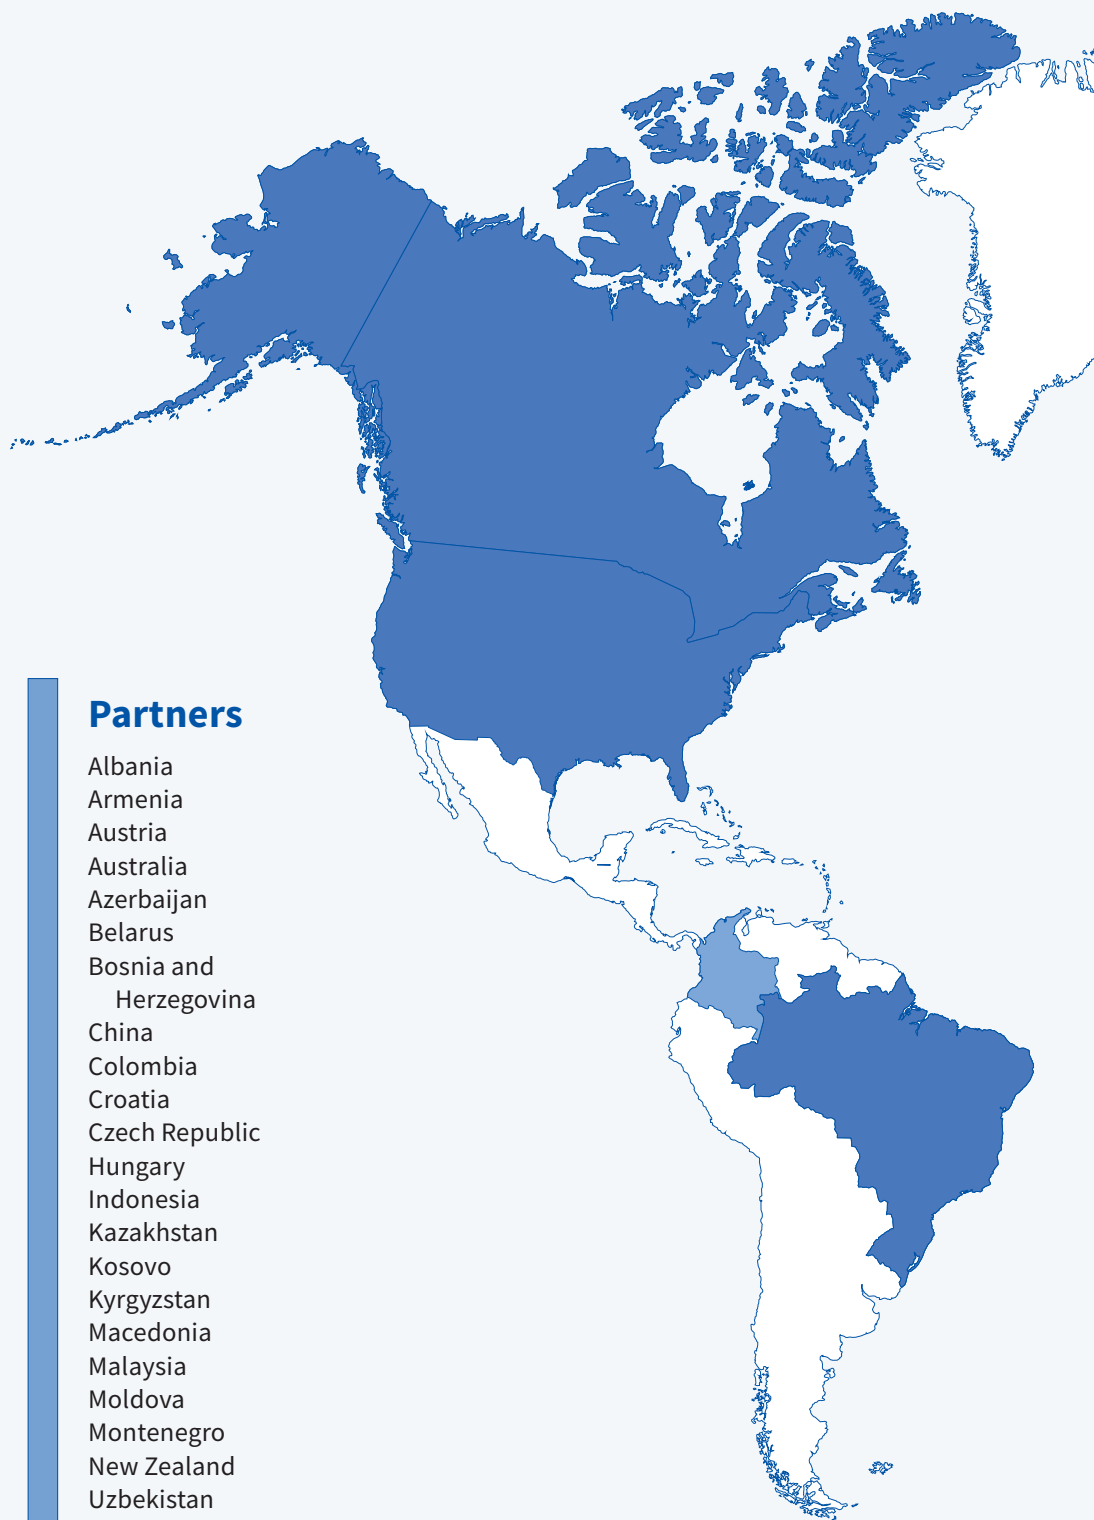 Partners
Albania
Armenia
Austria
Australia
Azerbaijan
Belarus
Bosnia and
Herzegovina
China
Colombia
Croatia
Czech Republic
Hungary
Indonesia
Kazakhstan
Kosovo
Kyrgyzstan
Macedonia
Malaysia
Moldova
Montenegro
New Zealand
Uzbekistan